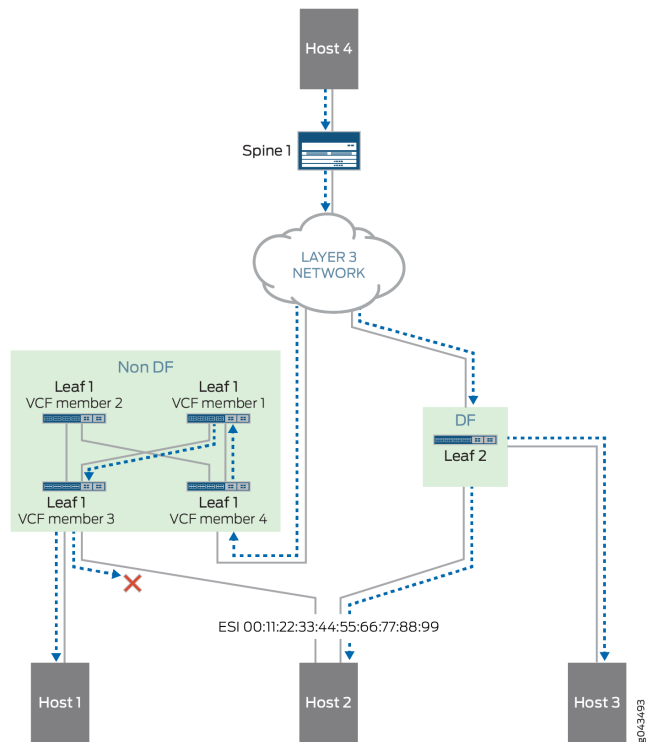 Host 4
Spine 1
LAYER 3
NETWORK
Non DF
Leaf 1
VCF member 2
Leaf 1
VCF member 1
DF
Leaf 2
Leaf 1
VCF member 3
Leaf 1
VCF member 4
ESI 00:11:22:33:44:55:66:77:88:99
Host 1
Host 2
Host 3
g043493